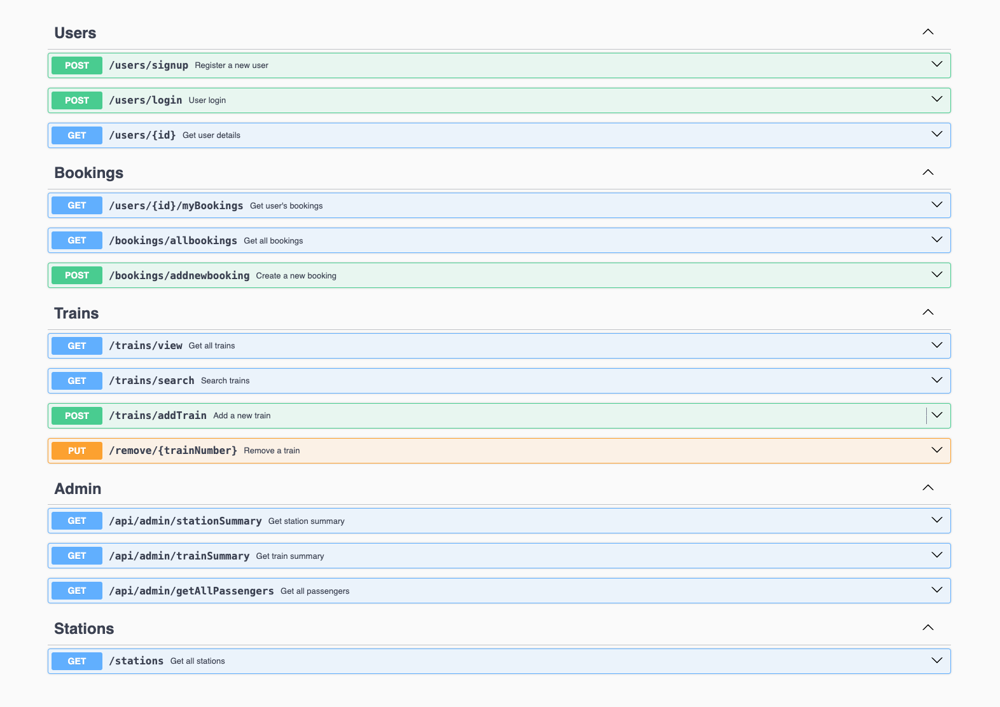 Users
POST /users/signup Register a new user
POST /users/login User login
GET /users/{id} Get user details
Bookings
GET /users/{id}/myBookings Get user's bookings
GET /bookings/allbookings Get all bookings
POST /bookings/addnewbooking Create a new booking
Trains
GET /trains/view Get all trains
GET /trains/search Search trains
POST /trains/addTrain Add a new train
PUT /remove/{trainNumber} Remove a train
Admin
GET /api/admin/stationSummary Get station summary
GET /api/admin/trainSummary Get train summary
GET /api/admin/getAllPassengers Get all passengers
Stations
GET /stations Get all stations